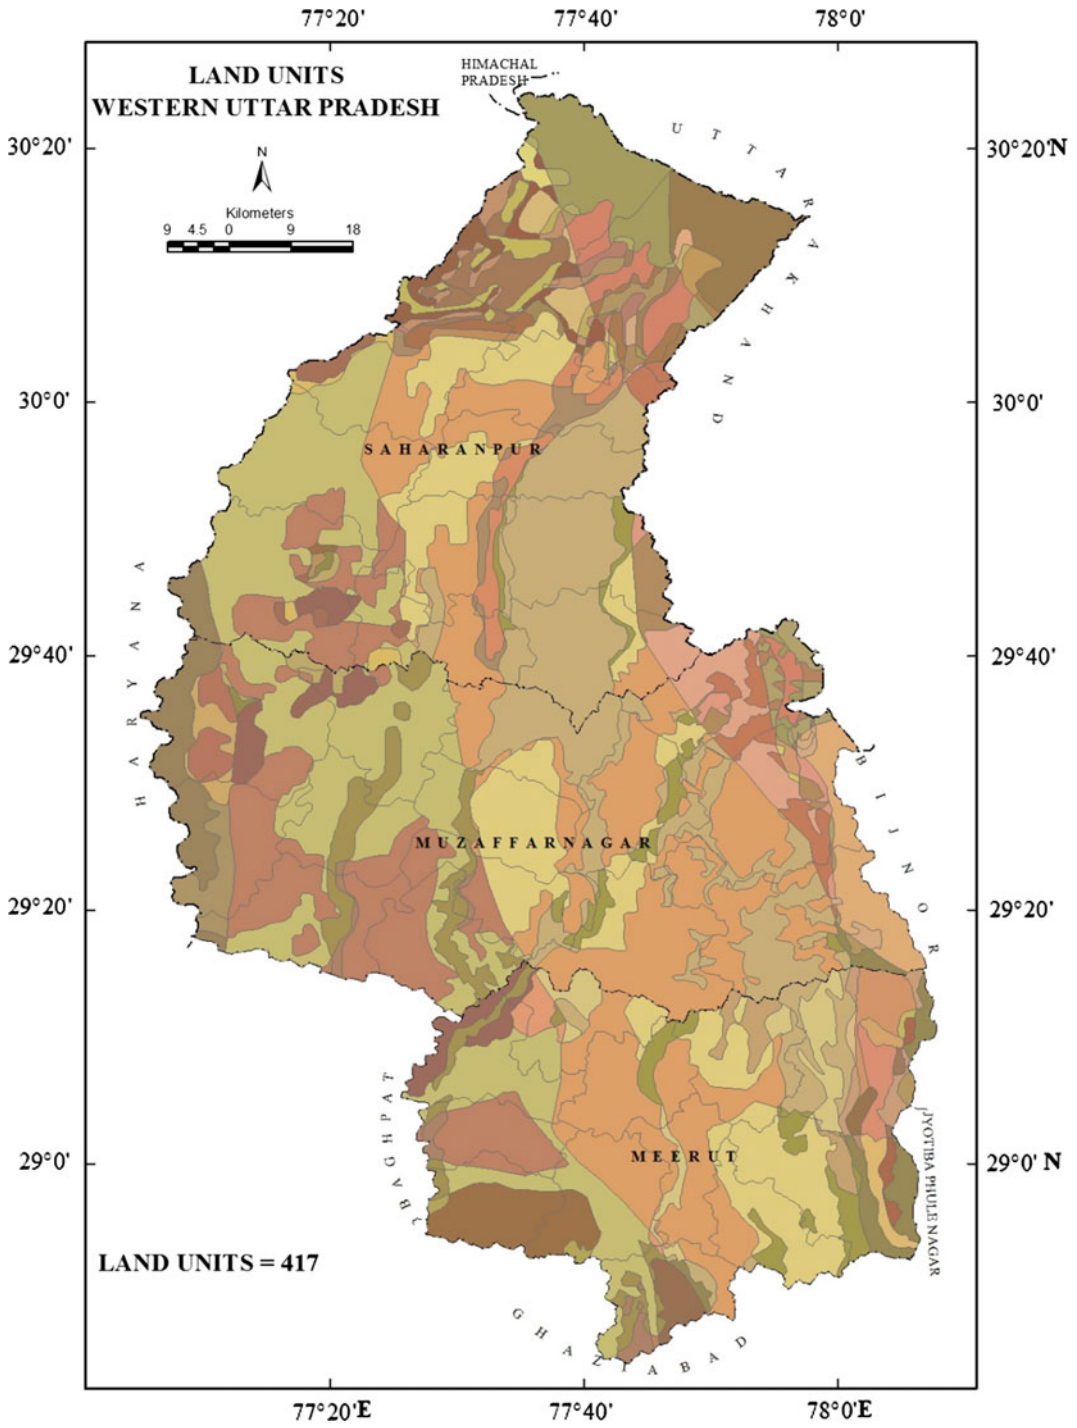 77°20' 77°40' 78°0'
LAND UNITS
WESTERN UTTAR PRADESH
HIMACHAL
PRADESH
UTTARAKHAND
30°20' 30°20'N
N
Kilometers
9 4.5 0 9 18
30°0' 30°0'
SAHARANPUR
HARYANA
29°40' 29°40'
BIJNOR
MUZAFFARNAGAR
29°20' 29°20'
BAGHPAT
JYOTIBA PHULE NAGAR
MEERUT
29°0' 29°0' N
LAND UNITS = 417
GHAZIABAD
77°20'E 77°40' 78°0'E